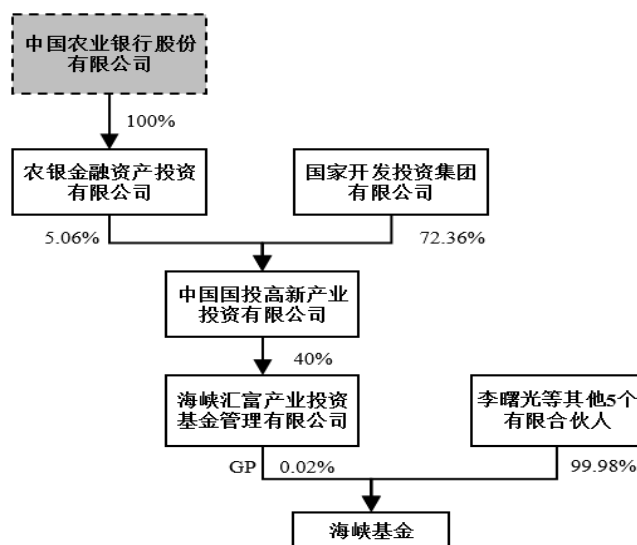 中国农业银行股份
有限公司
100%
农银金融资产投资
有限公司
国家开发投资集团
有限公司
5.06%
72.36%
中国国投高新产业
投资有限公司
40%
海峡汇富产业投资
基金管理有限公司
李曙光等其他5个
有限合伙人
GP
0.02%
99.98%
海峡基金